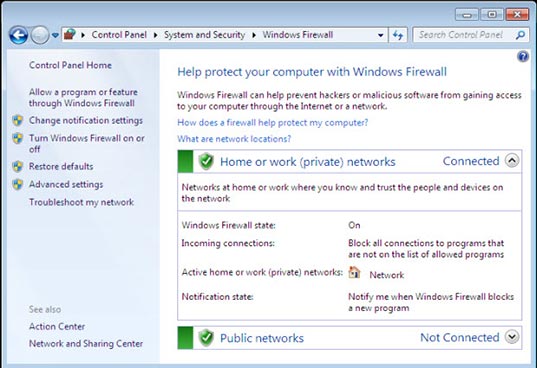 Control Panel System and Security Windows Firewall Search Control Panel
Control Panel Home
Allow a program or feature
through Windows Firewall
Change notification settings
Turn Windows Firewall on or
off
Restore defaults
Advanced settings
Troubleshoot my network
See also
Action Center
Network and Sharing Center
Help protect your computer with Windows Firewall
Windows Firewall can help prevent hackers or malicious software from gaining access
to your computer through the Internet or a network.
How does a firewall help protect my computer?
What are network locations?
Home or work (private) networks Connected
Networks at home or work where you know and trust the people and devices on
the network
Windows Firewall state: On
Incoming connections: Block all connections to programs that
are not on the list of allowed programs
Active home or work (private) networks: Network
Notification state: Notify me when Windows Firewall blocks
a new program
Public networks Not Connected